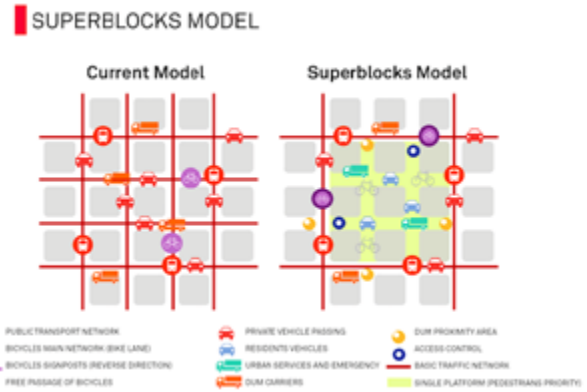 SUPERBLOCKS MODEL
Current Model
Superblocks Model
PUBLIC TRANSPORT NETWORK
BICYCLES MAIN NETWORK (BIKE LANE)
BICYCLES SIGNPOSTS (REVERSE DIRECTION)
FREE PASSAGE OF BICYCLES
PRIVATE VEHICLE PASSING
RESIDENTS VEHICLES
URBAN SERVICES AND EMERGENCY
DUM CARRIERS
DUM PROXIMITY AREA
ACCESS CONTROL
BASIC TRAFFIC NETWORK
SINGLE PLATFORM (PEDESTRIANS PRIORITY)